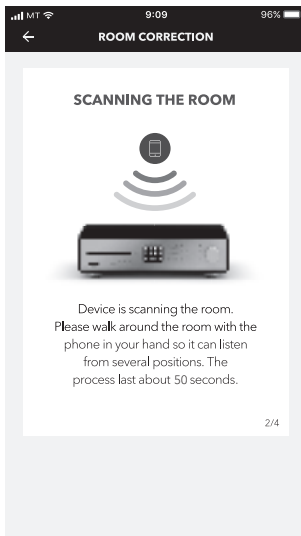 MT 9:09 96%
ROOM CORRECTION
SCANNING THE ROOM
Device is scanning the room.
Please walk around the room with the
phone in your hand so it can listen
from several positions. The
process last about 50 seconds.
2/4